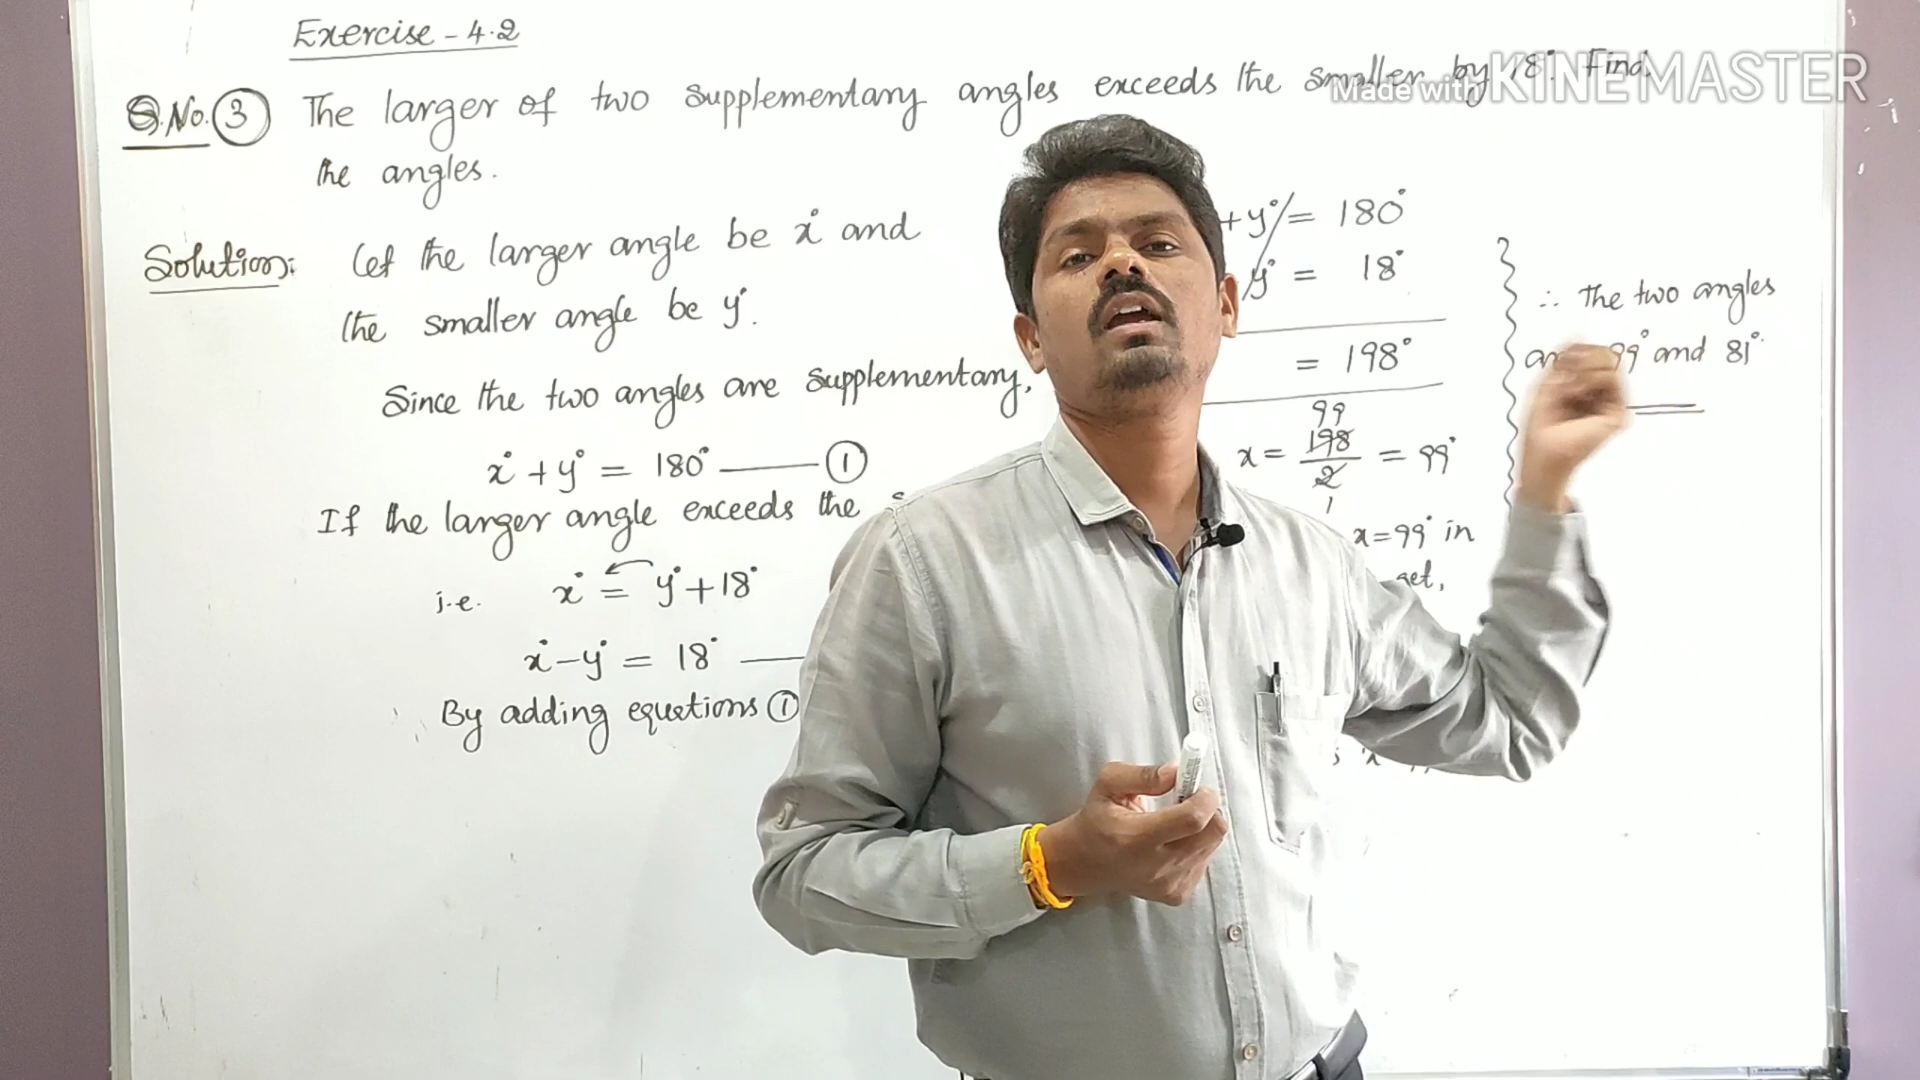 Exercise - 4.2
Q.No. 3 The larger of two supplementary angles exceeds the smaller by 18°. Find
the angles.
Made with KINEMASTER
Solution: Let the larger angle be x° and
the smaller angle be y°.
Since the two angles are supplementary,
x° + y° = 180° —— 1
If the larger angle exceeds the
i.e. x° = y° + 18°
x° - y° = 18° ——
By adding equations 1
+ y° = 180°
y° = 18°
= 198°
99
x = 198/2 = 99°
1
x = 99° in
get,
∴ The two angles
99° and 81°.